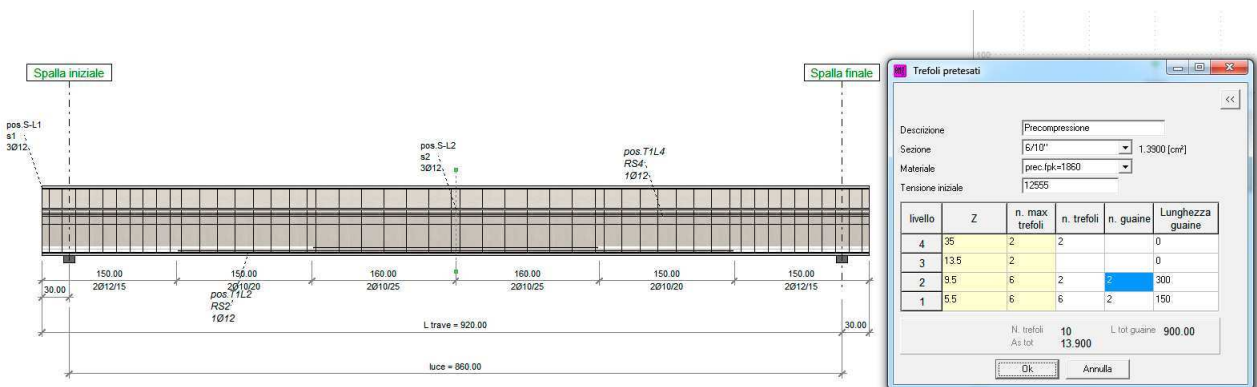 Spalla iniziale
Spalla finale
pos.S-L1
s1
3Ø12
pos.S-L2
s2
3Ø12
pos.T1L4
RS4
1Ø12
150.00
150.00
160.00
160.00
150.00
150.00
2Ø12/15
2Ø10/20
2Ø10/25
2Ø10/25
2Ø10/20
2Ø12/15
30.00
pos.T1L2
RS2
1Ø12
L trave = 920.00
30.00
luce = 860.00
100
Trefoli pretesati
<<
Descrizione Precompressione
Sezione 6/10" 1.3900 [cm²]
Materiale prec.fpk=1860
Tensione iniziale 12555
livello Z n. max trefoli n. trefoli n. guaine Lunghezza guaine
4 35 2 2 0
3 13.5 2 0
2 9.5 6 2 2 300
1 5.5 6 6 2 150
N. trefoli 10 L tot guaine 900.00
As tot 13.900
Ok Annulla